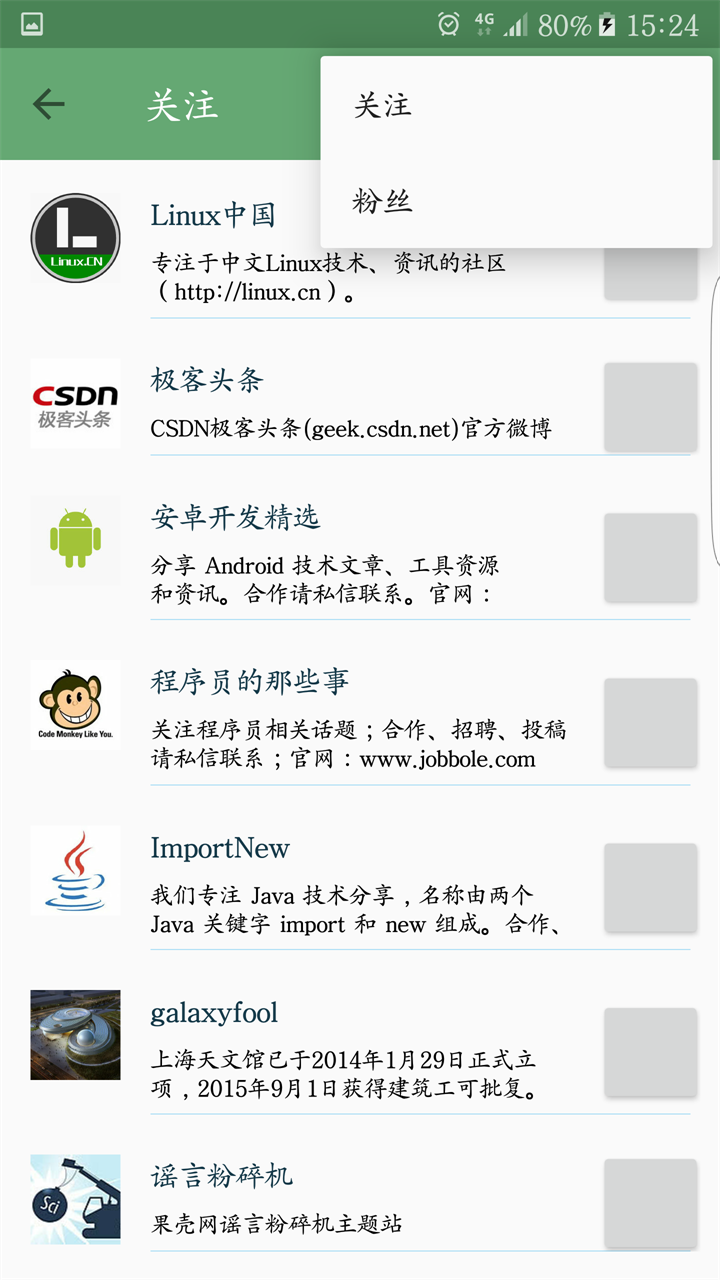 4G 80% 15:24
关注
关注
粉丝
Linux中国
Linux.CN
专注于中文Linux技术、资讯的社区
（http://linux.cn）。
极客头条
CSDN
极客头条
CSDN极客头条(geek.csdn.net)官方微博
安卓开发精选
分享 Android 技术文章、工具资源
和资讯。合作请私信联系。官网：
程序员的那些事
Code Monkey Like You.
关注程序员相关话题；合作、招聘、投稿
请私信联系；官网：www.jobbole.com
ImportNew
我们专注 Java 技术分享，名称由两个
Java 关键字 import 和 new 组成。合作、
galaxyfool
上海天文馆已于2014年1月29日正式立
项，2015年9月1日获得建筑工可批复。
谣言粉碎机
Sci
果壳网谣言粉碎机主题站